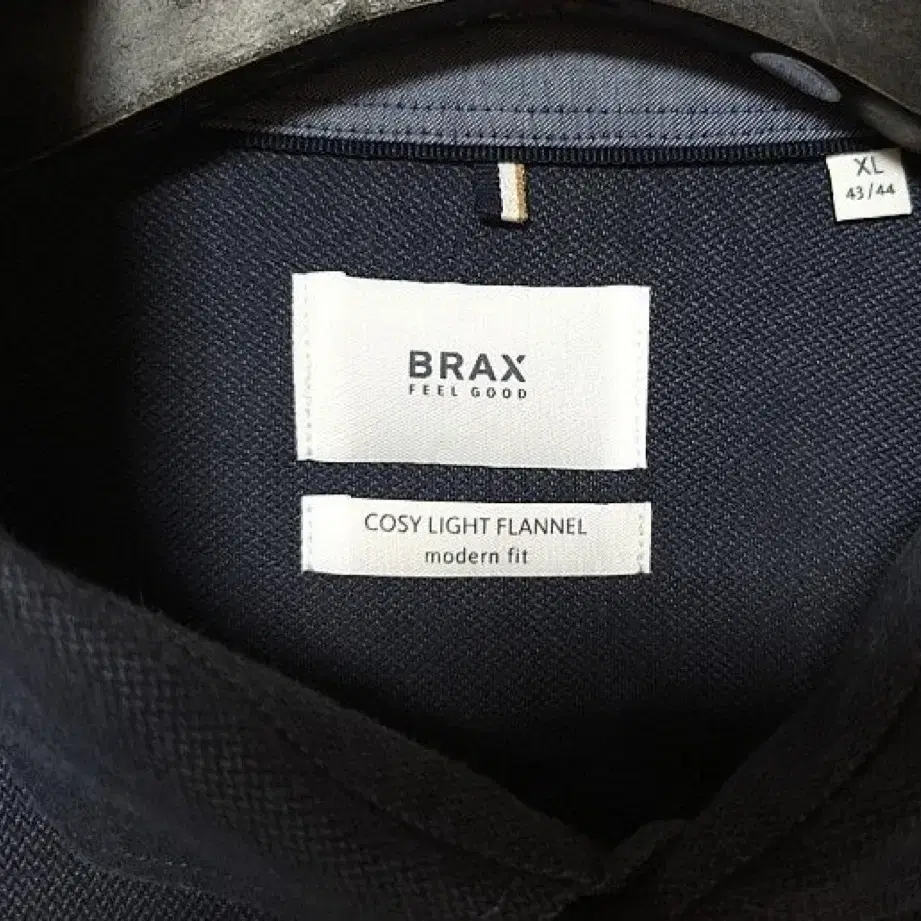 XL
43/44
BRAX
FEEL GOOD
COSY LIGHT FLANNEL
modern fit